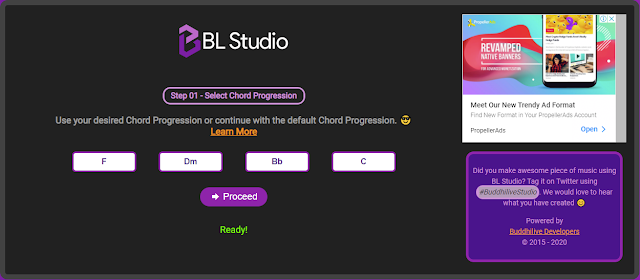 BL Studio
Step 01 - Select Chord Progression
Use your desired Chord Progression or continue with the default Chord Progression. 😎
Learn More
F
Dm
Bb
C
Proceed
Ready!
PropellerAds
REVAMPED
NATIVE BANNERS
Meet Our New Trendy Ad Format
Find New Format in Your PropellerAds Account
PropellerAds
Open
Did you make awesome piece of music using
BL Studio? Tag it on Twitter using
#BuddhiliveStudio. We would love to hear
what you have created 😊
Powered by
Buddhilive Developers
© 2015 - 2020